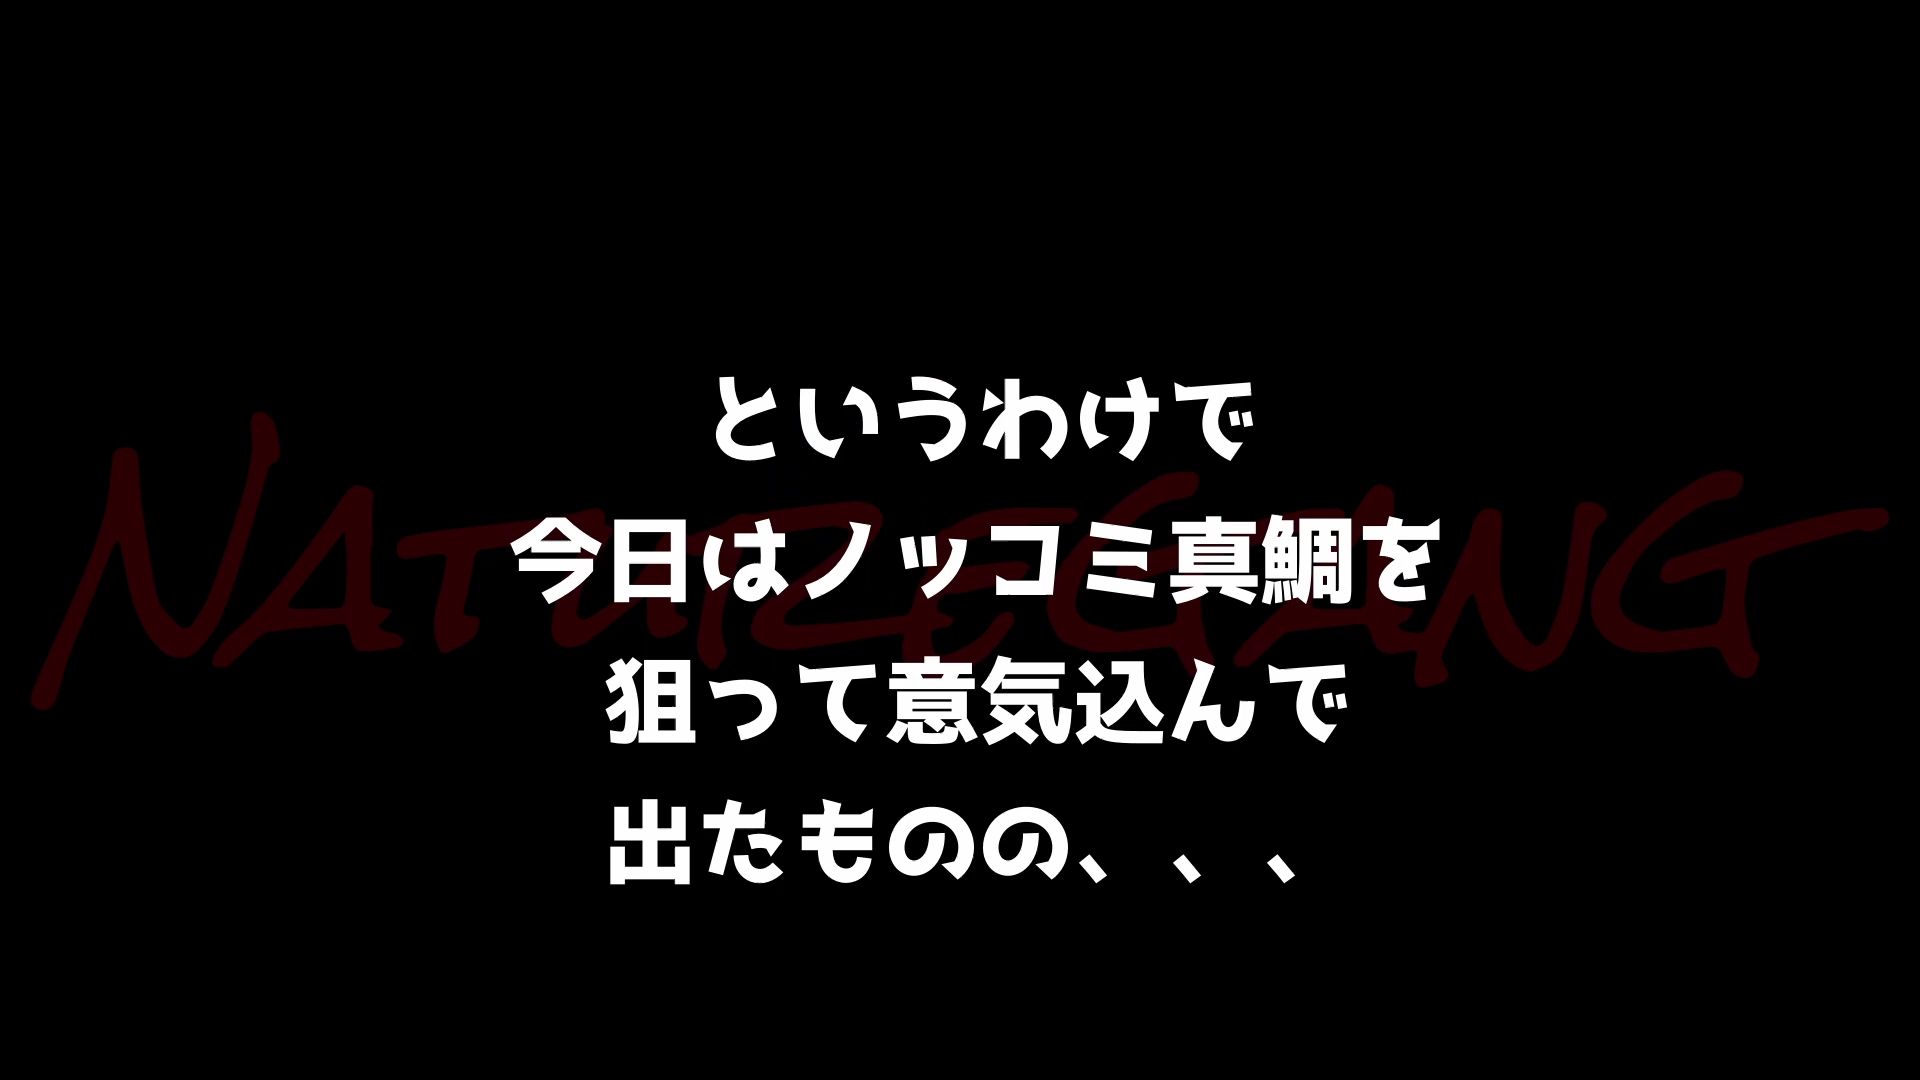 というわけで
今日はノッコミ真鯛を
狙って意気込んで
出たものの、、、
NATUREGANG